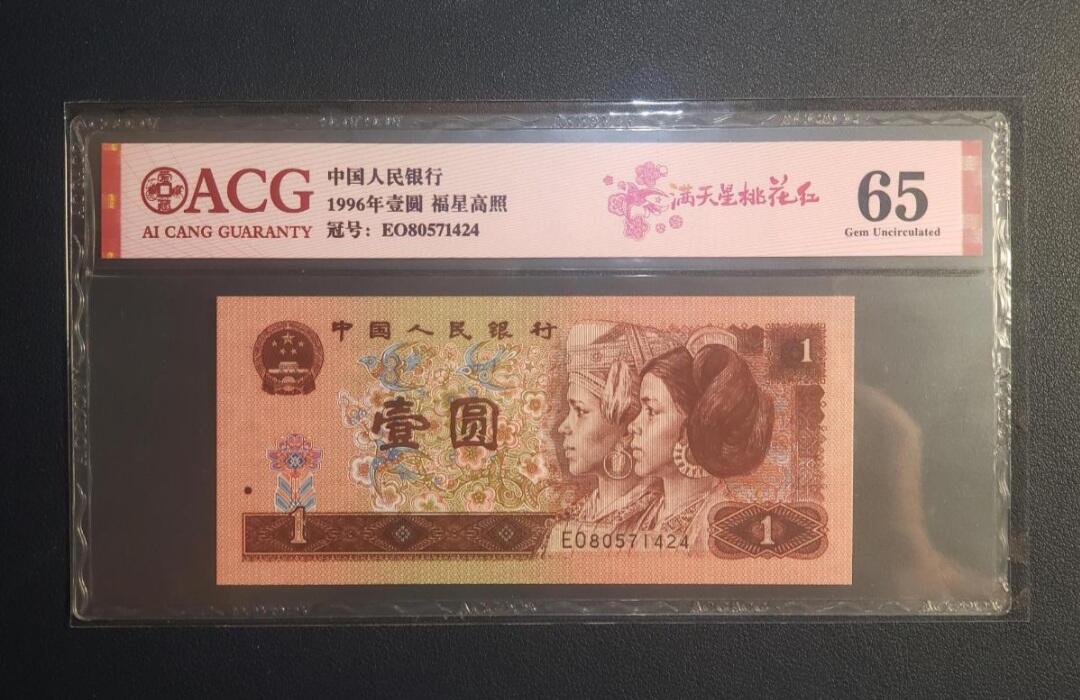 ACG
AI CANG GUARANTY
中国人民银行
1996年壹圆 福星高照
冠号: EO80571424
满天星桃花红
65
Gem Uncirculated
中国人民银行
1
壹圆
1
EO80571424
1